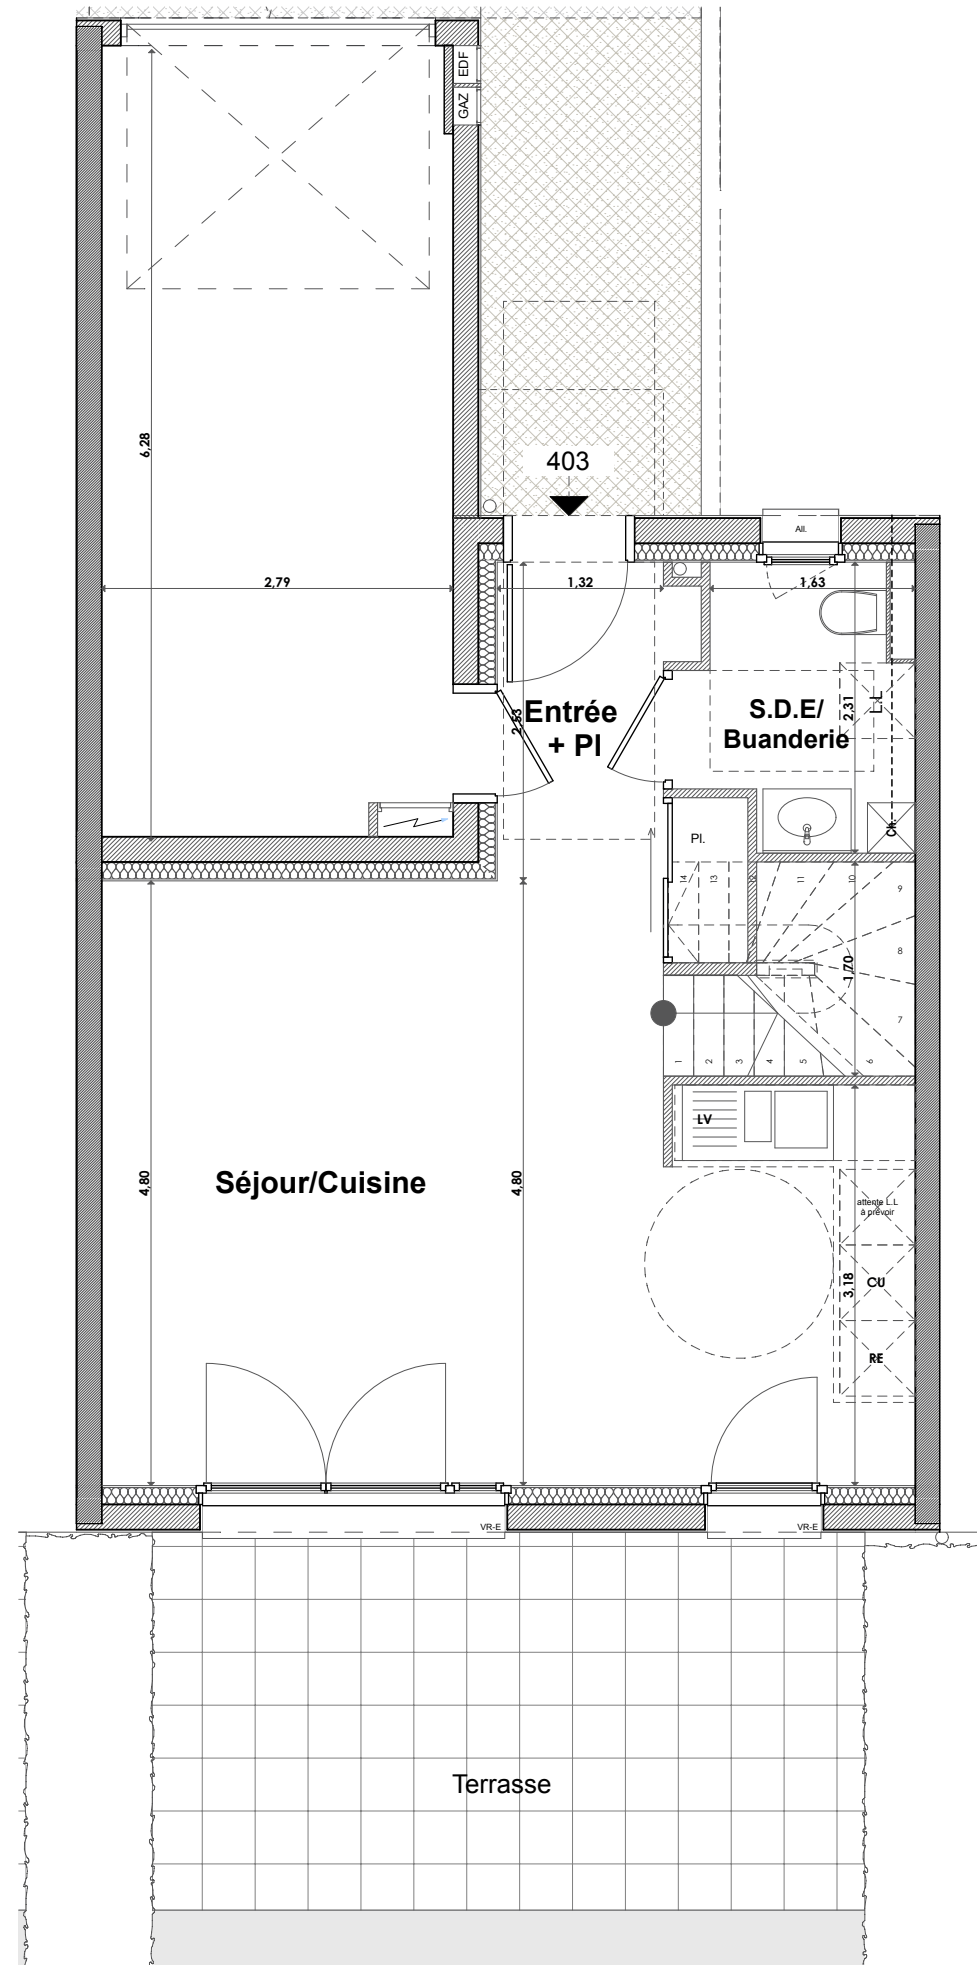 EDF
GAZ
6,28
403
All.
2,79
1,32
1,63
Entrée
+ Pl
2,53
S.D.E/
Buanderie
2,31
L.L
Ch.
Pl.
14
13
12
11
10
9
8
7
1,70
1
2
3
4
5
6
LV
Séjour/Cuisine
4,80
4,80
attente L.L
à prévoir
CU
3,18
RE
VR-E
VR-E
Terrasse